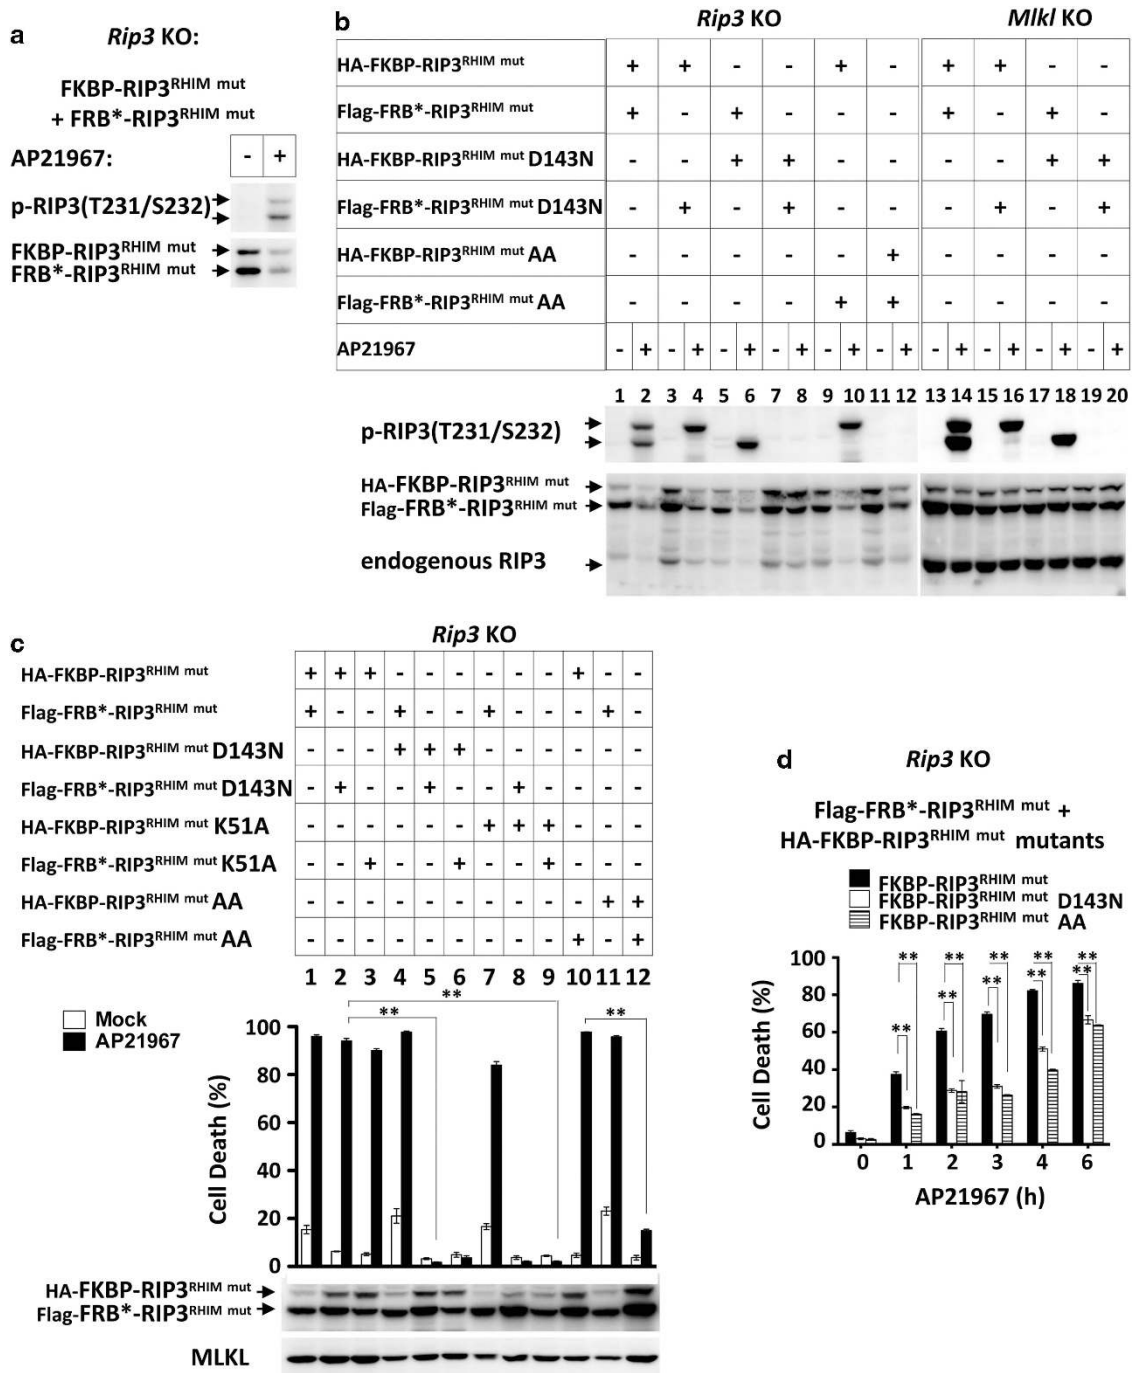 a
Rip3 KO:
FKBP-RIP3RHIM mut
+ FRB*-RIP3RHIM mut
AP21967: - +
p-RIP3(T231/S232)
FKBP-RIP3RHIM mut
FRB*-RIP3RHIM mut
b
Rip3 KO Mlkl KO
HA-FKBP-RIP3RHIM mut + + - - + - + + - -
Flag-FRB*-RIP3RHIM mut + - + - - - + - + -
HA-FKBP-RIP3RHIM mut D143N - - + + - - - - + +
Flag-FRB*-RIP3RHIM mut D143N - + - + - - - + - +
HA-FKBP-RIP3RHIM mut AA - - - - - + - - - -
Flag-FRB*-RIP3RHIM mut AA - - - - + + - - - -
AP21967 - + - + - + - + - + - + - + - + - + - +
1 2 3 4 5 6 7 8 9 10 11 12 13 14 15 16 17 18 19 20
p-RIP3(T231/S232)
HA-FKBP-RIP3RHIM mut
Flag-FRB*-RIP3RHIM mut
endogenous RIP3
c
Rip3 KO
HA-FKBP-RIP3RHIM mut + + + - - - - - - + - -
Flag-FRB*-RIP3RHIM mut + - - + - - + - - - + -
HA-FKBP-RIP3RHIM mut D143N - - - + + + - - - - - -
Flag-FRB*-RIP3RHIM mut D143N - + - - + - - + - - - -
HA-FKBP-RIP3RHIM mut K51A - - - - - - + + + - - -
Flag-FRB*-RIP3RHIM mut K51A - - + - - + - - + - - -
HA-FKBP-RIP3RHIM mut AA - - - - - - - - - - + +
Flag-FRB*-RIP3RHIM mut AA - - - - - - - - - + - +
1 2 3 4 5 6 7 8 9 10 11 12
Mock
AP21967
** ** **
Cell Death (%)
100
80
60
40
20
0
HA-FKBP-RIP3RHIM mut
Flag-FRB*-RIP3RHIM mut
MLKL
d
Rip3 KO
Flag-FRB*-RIP3RHIM mut +
HA-FKBP-RIP3RHIM mut mutants
FKBP-RIP3RHIM mut
FKBP-RIP3RHIM mut D143N
FKBP-RIP3RHIM mut AA
Cell Death (%)
100
80
60
40
20
0
** ** ** ** **
** ** ** ** **
0 1 2 3 4 6
AP21967 (h)